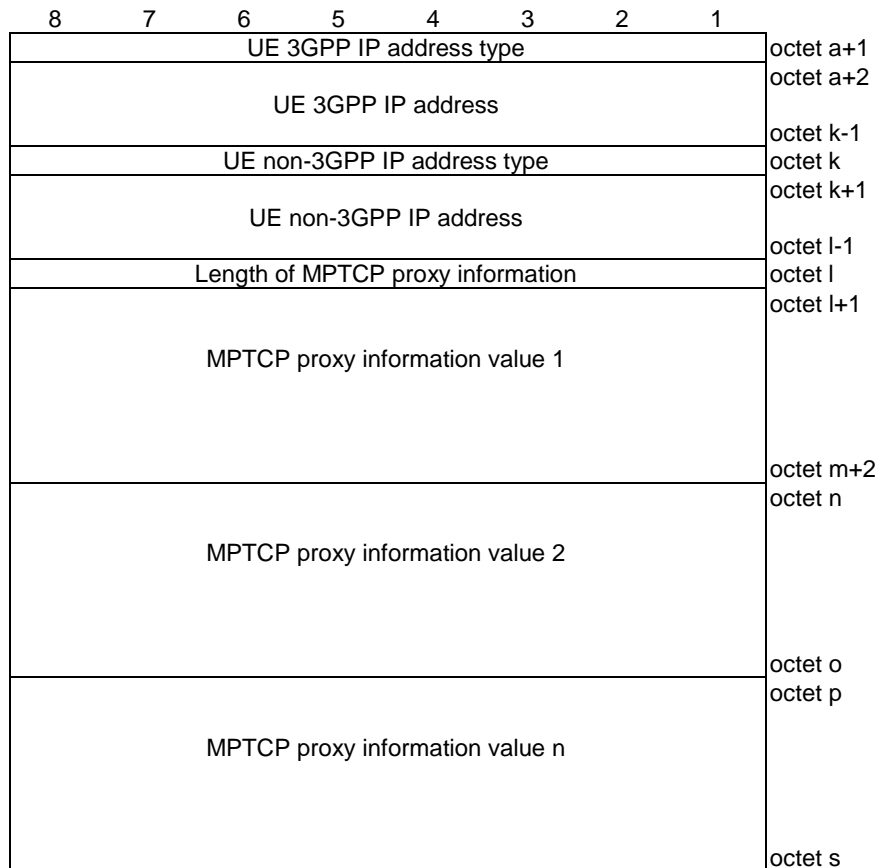 8 7 6 5 4 3 2 1
UE 3GPP IP address type octet a+1
octet a+2
UE 3GPP IP address
octet k-1
UE non-3GPP IP address type octet k
octet k+1
UE non-3GPP IP address
octet l-1
Length of MPTCP proxy information octet l
octet l+1
MPTCP proxy information value 1
octet m+2
octet n
MPTCP proxy information value 2
octet o
octet p
MPTCP proxy information value n
octet s